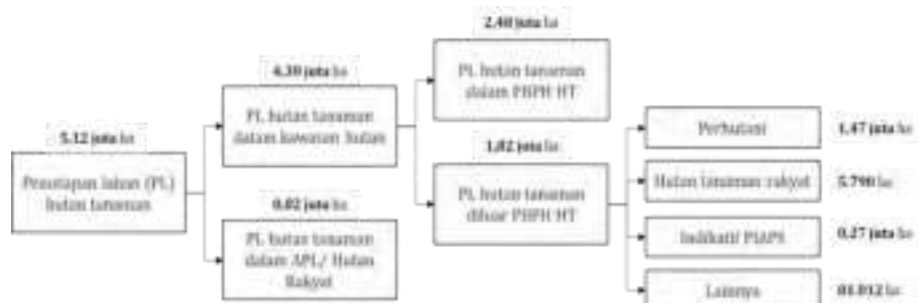 5.12 juta ha
Penutupan lahan (PL)
hutan tanaman
4.30 juta ha
PL hutan tanaman
dalam kawasan hutan
0.82 juta ha
PL hutan tanaman
dalam APL/ Hutan
Rakyat
2.48 juta ha
PL hutan tanaman
dalam PBPH HT
1.82 juta ha
PL hutan tanaman
diluar PBPH HT
Perhutani 1.47 juta ha
Hutan tanaman rakyat 5.790 ha
Indikatif PIAPS 0.27 juta ha
Lainnya ha